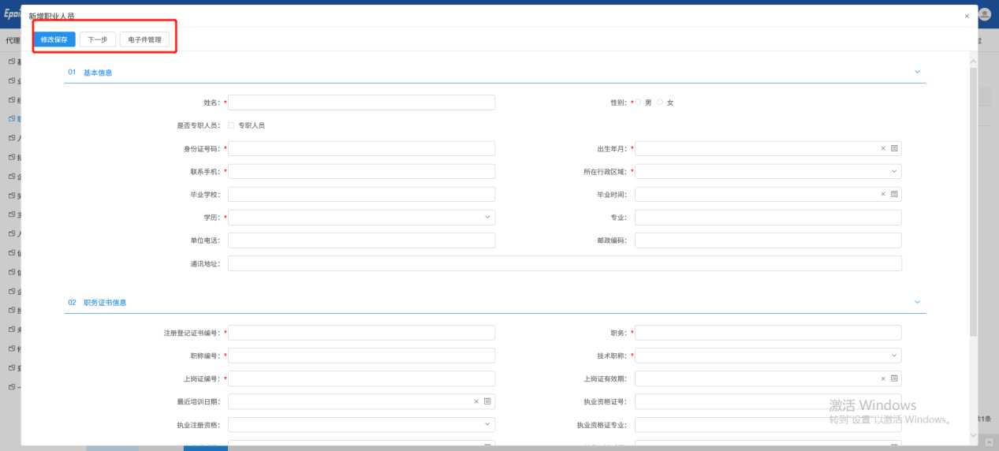 新增职业人员 ×
修改保存 下一步 电子件管理
代理
01 基本信息
姓名：* 性别：* 男 女
是否专职人员： 专职人员
身份证号码：* 出生年月：*
联系手机：* 所在行政区域：*
毕业学校： 毕业时间：
学历：* 专业：
单位电话： 邮政编码：
通讯地址：
02 职务证书信息
注册登记证书编号：* 职务：*
职称编号：* 技术职称：*
上岗证编号：* 上岗证有效期：
最近培训日期： 执业资格证号：
执业注册资格： 执业资格证专业：
激活 Windows
转到"设置"以激活 Windows。
共1条